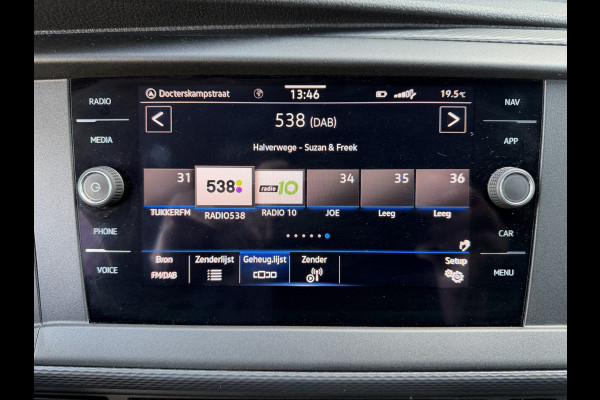 RADIO
MEDIA
PHONE
VOICE
Docterskampstraat 13:46 19.5°C
538 (DAB)
Halverwege - Suzan & Freek
31 538 radio 10 34 35 36
TUKKERFM RADIO538 RADIO 10 JOE Leeg Leeg
Bron Zenderlijst Geheug.lijst Zender Setup
FM/DAB
NAV
APP
CAR
MENU